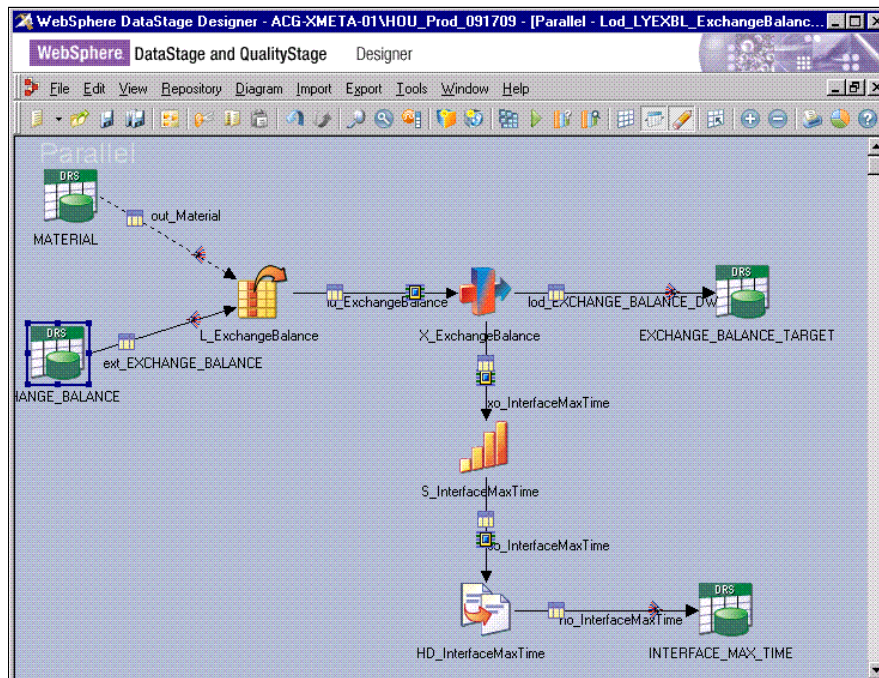 WebSphere DataStage Designer - ACG-XMETA-01\HOU_Prod_091709 - [Parallel - Lod_LYEXBL_ExchangeBalanc...
WebSphere DataStage and QualityStage Designer
File Edit View Repository Diagram Import Export Tools Window Help
Parallel
DRS
out_Material
MATERIAL
DRS
lu_ExchangeBalance
lod_EXCHANGE_BALANCE_DW
DRS
L_ExchangeBalance
X_ExchangeBalance
EXCHANGE_BALANCE_TARGET
ext_EXCHANGE_BALANCE
HANGE_BALANCE
xo_InterfaceMaxTime
S_InterfaceMaxTime
so_InterfaceMaxTime
DRS
_InterfaceMaxTime
HD_InterfaceMaxTime
INTERFACE_MAX_TIME